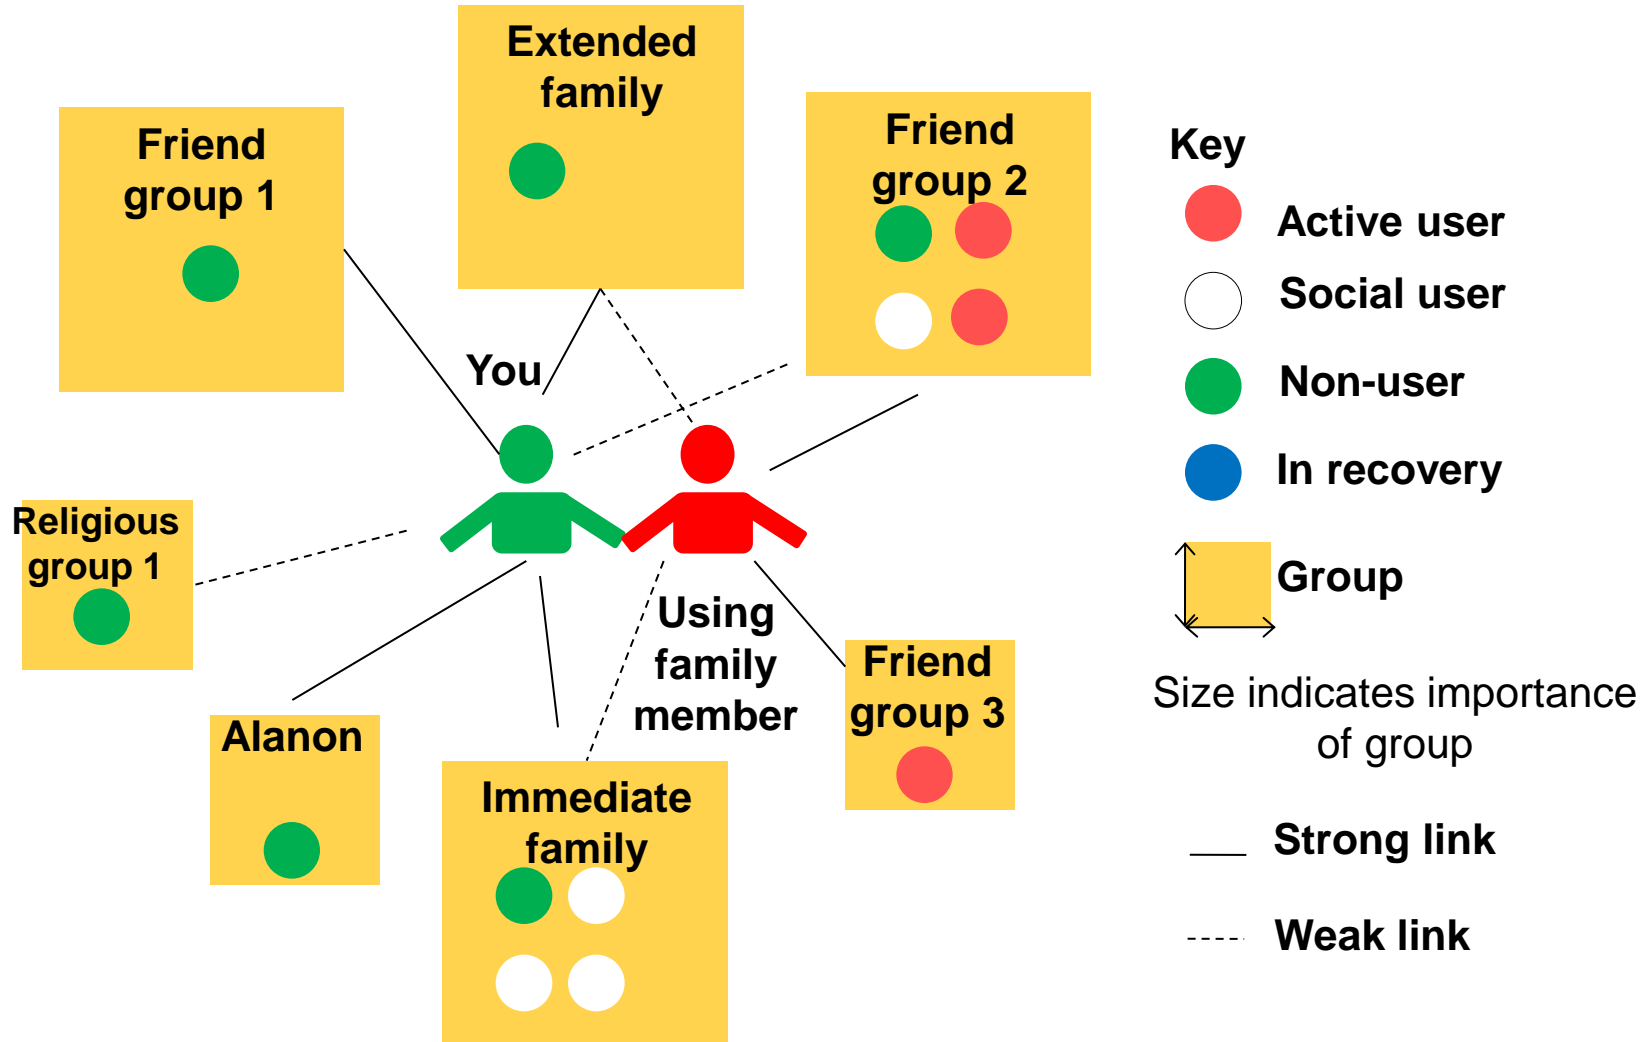 Extended
family
Friend
group 1
Friend
group 2
You
Religious
group 1
Using
family
member
Alanon
Friend
group 3
Immediate
family
Key
Active user
Social user
Non-user
In recovery
Group
Size indicates importance
of group
Strong link
Weak link